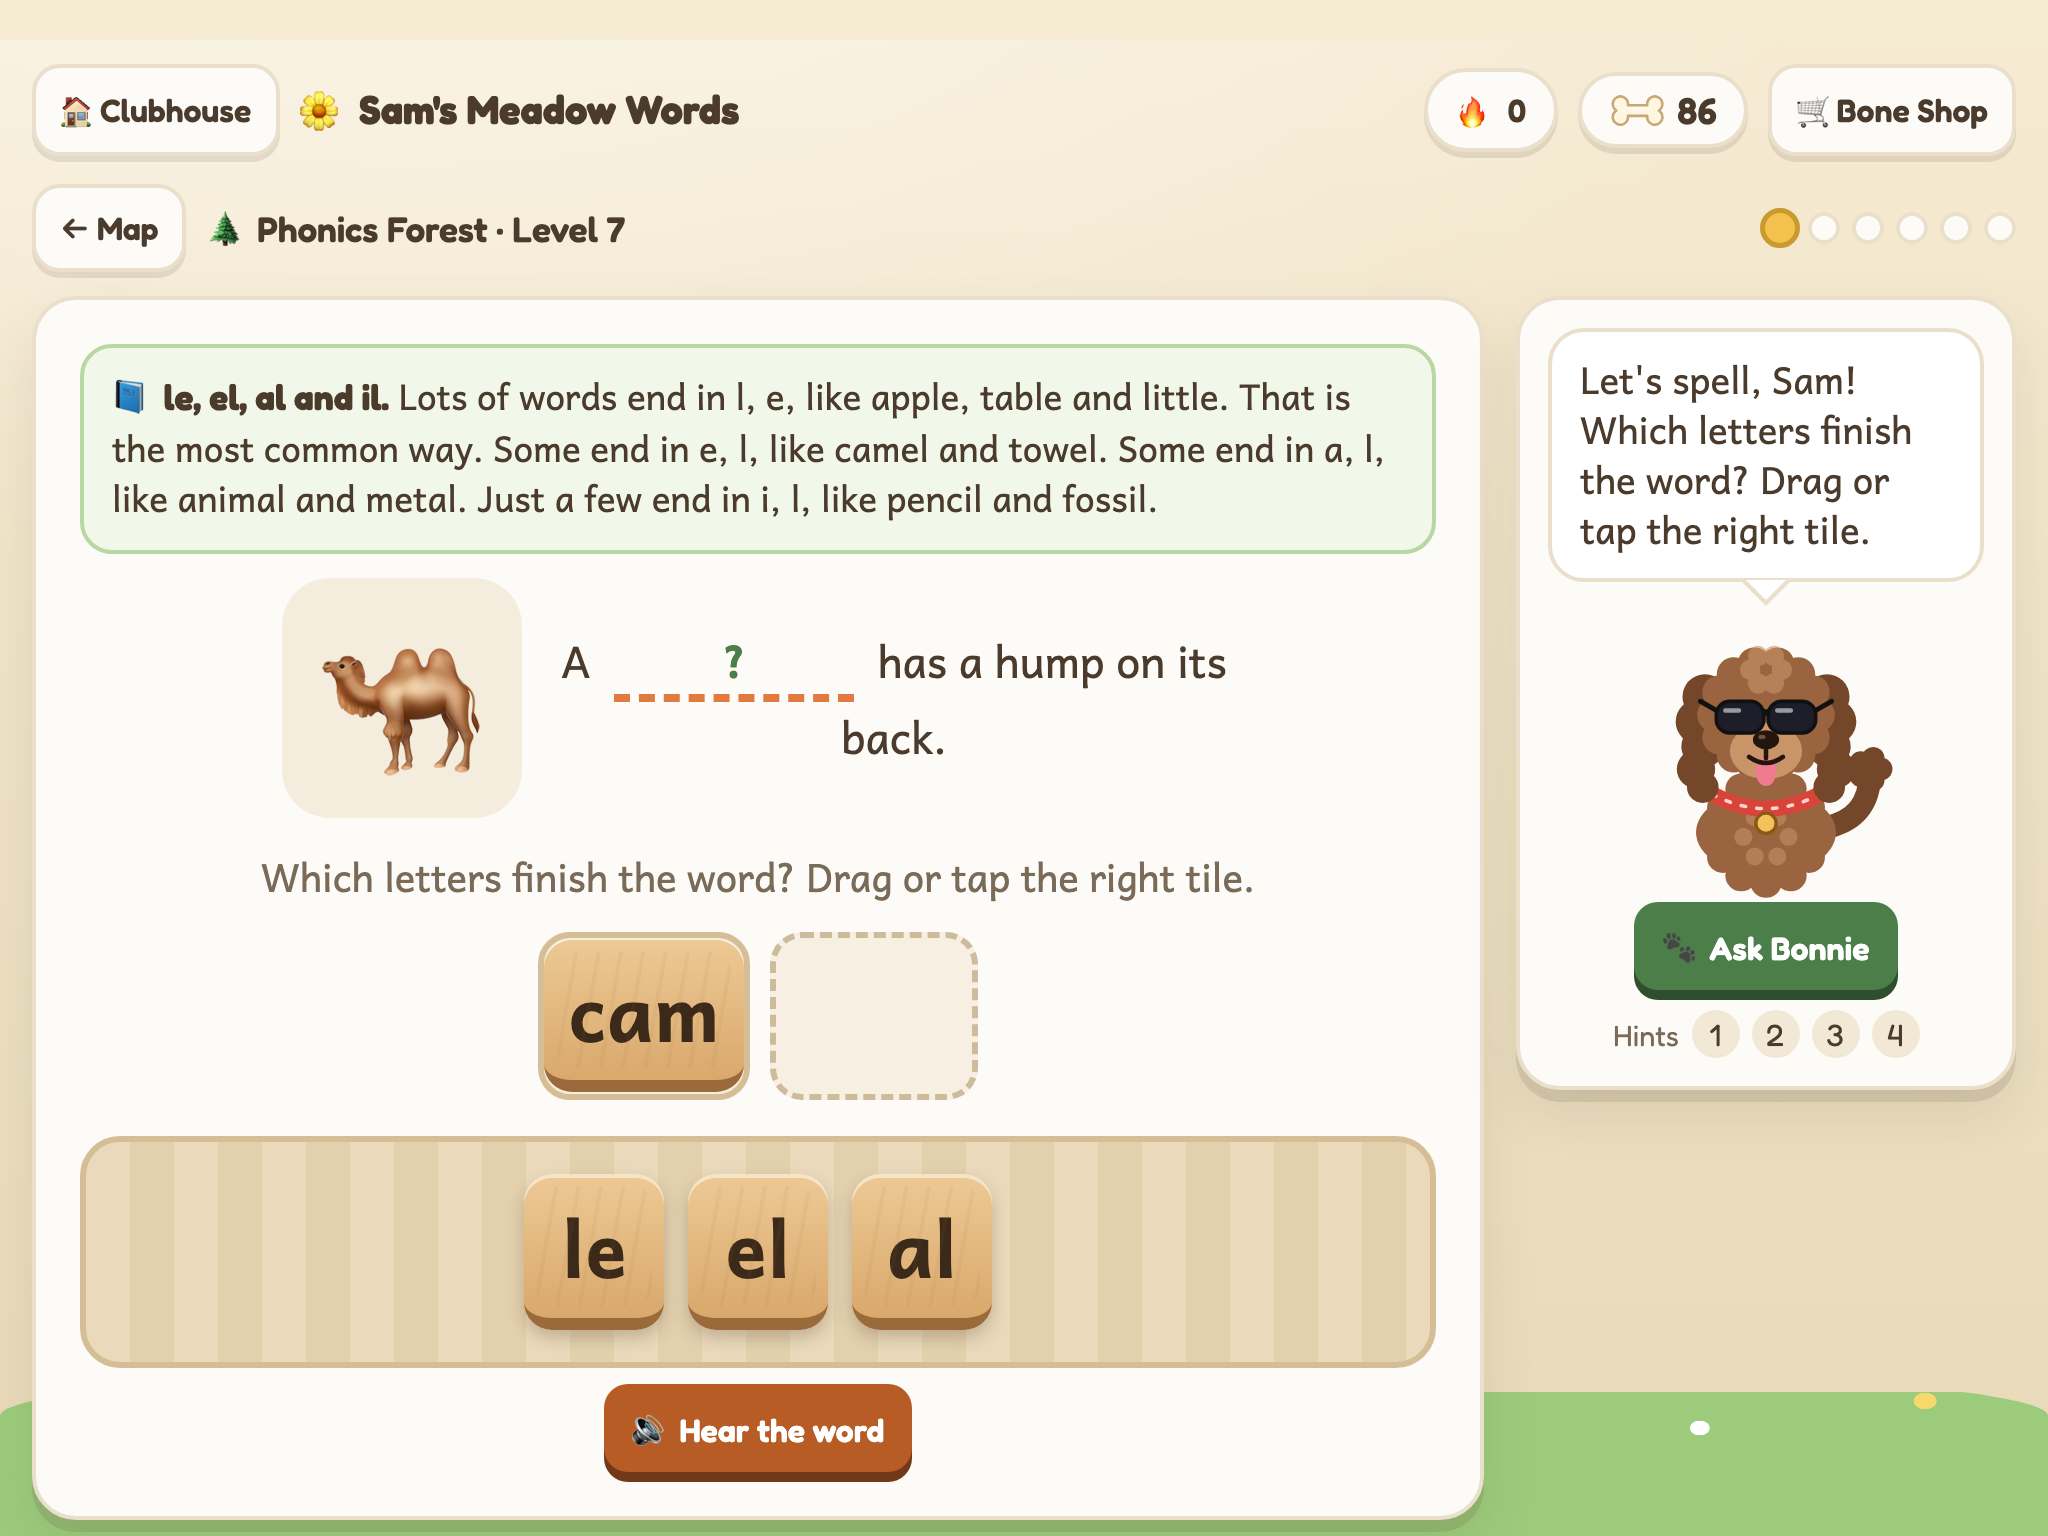 Clubhouse
Sam's Meadow Words
0
86
Bone Shop
← Map
Phonics Forest · Level 7
le, el, al and il. Lots of words end in l, e, like apple, table and little. That is
the most common way. Some end in e, l, like camel and towel. Some end in a, l,
like animal and metal. Just a few end in i, l, like pencil and fossil.
Let's spell, Sam!
Which letters finish
the word? Drag or
tap the right tile.
A ? has a hump on its
back.
Which letters finish the word? Drag or tap the right tile.
cam
le
el
al
Hear the word
Ask Bonnie
Hints 1 2 3 4